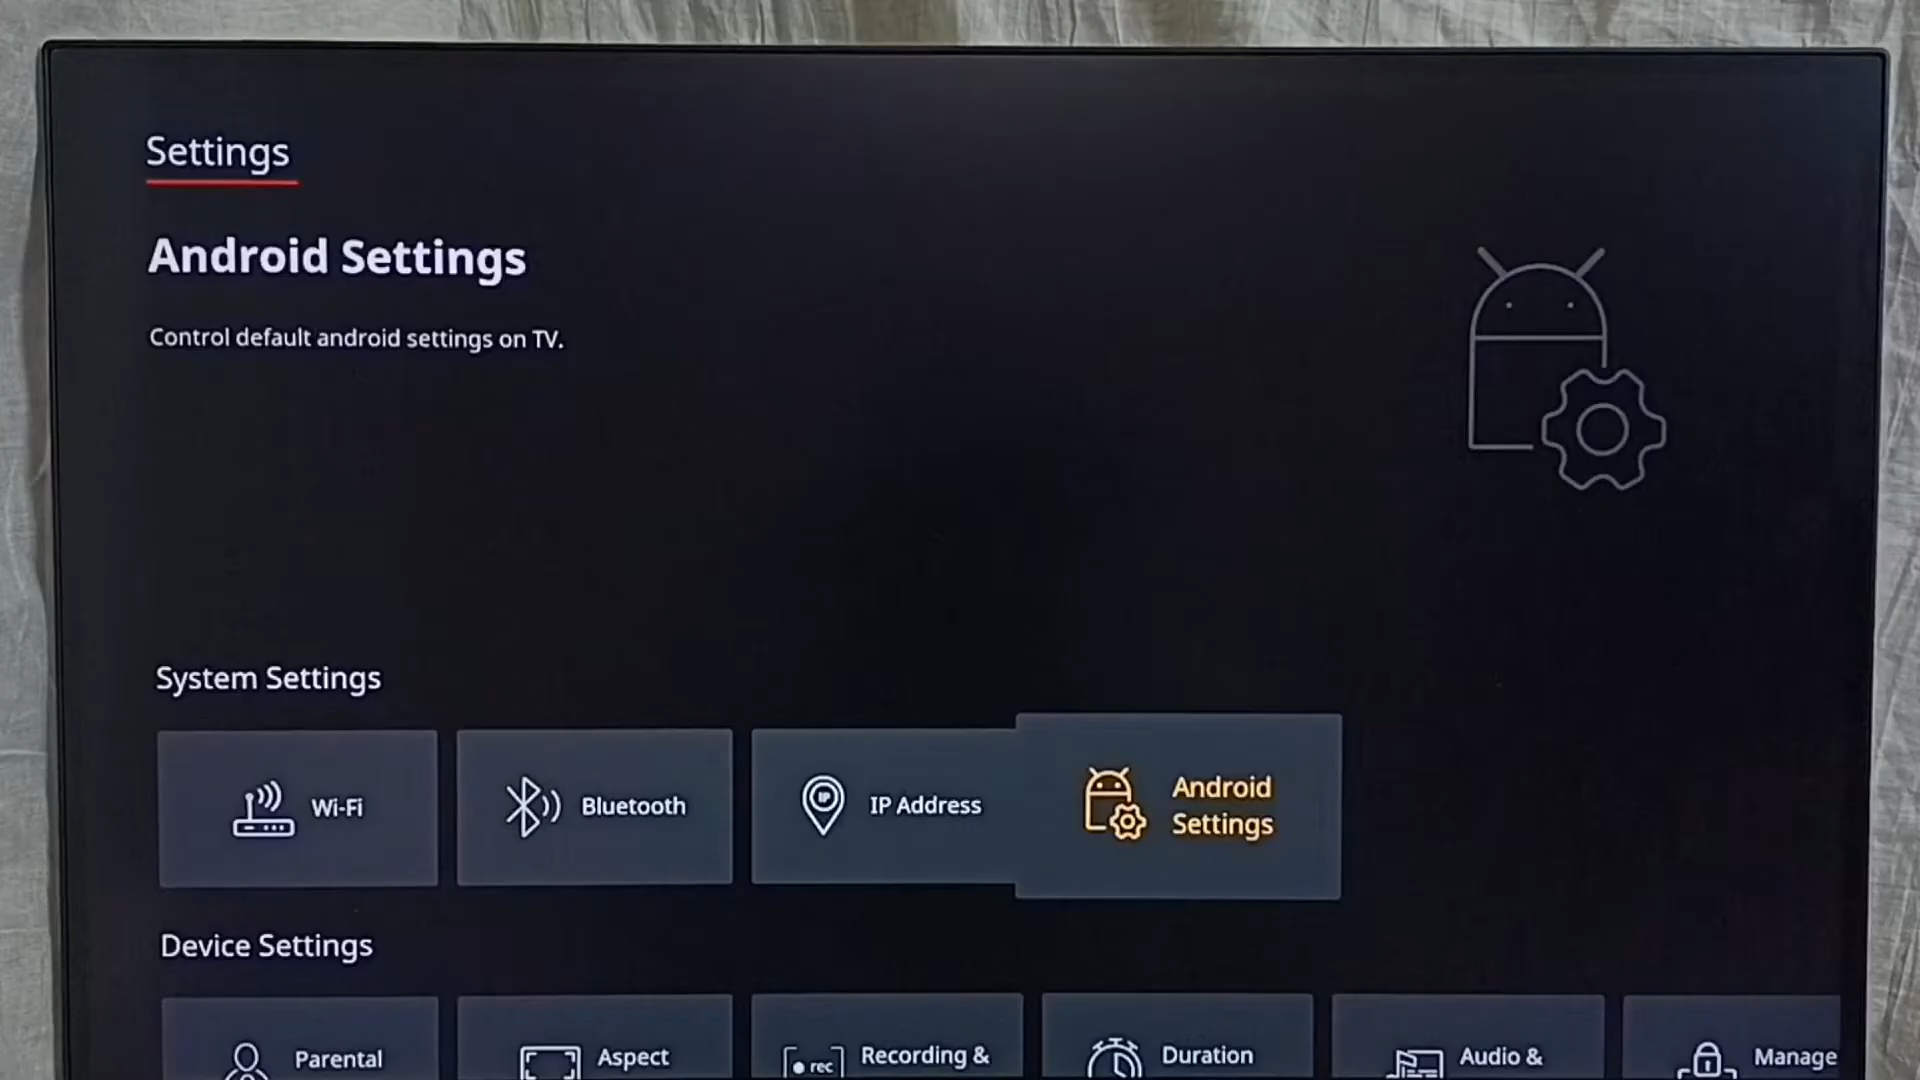 Settings
Android Settings
Control default android settings on TV.
System Settings
Wi-Fi
Bluetooth
IP
IP Address
Android
Settings
Device Settings
Parental
Aspect
rec
Recording &
Duration
Audio &
Manage